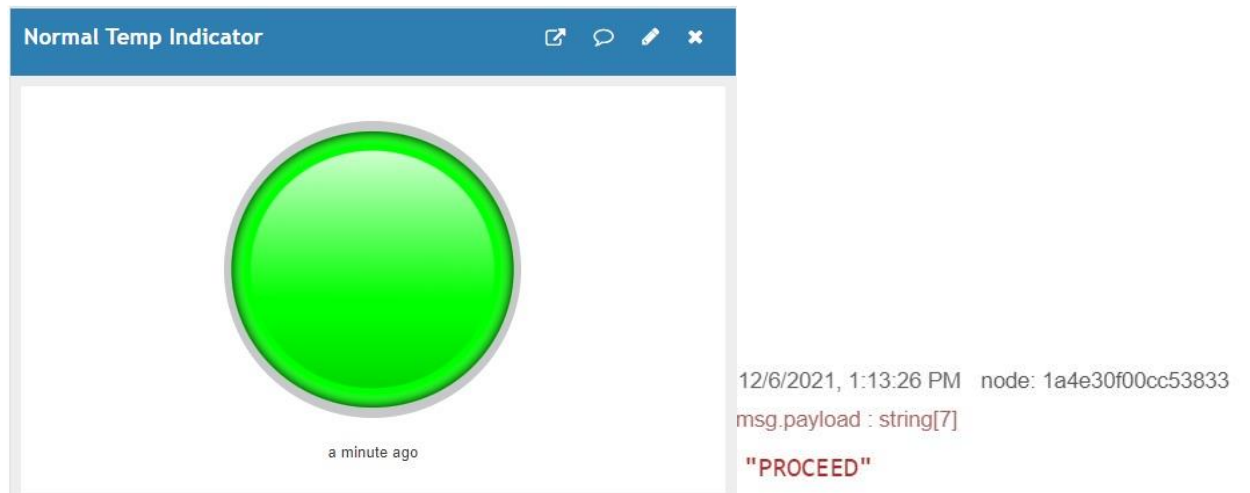 Normal Temp Indicator
12/6/2021, 1:13:26 PM node: 1a4e30f00cc53833
msg.payload : string[7]
a minute ago
"PROCEED"